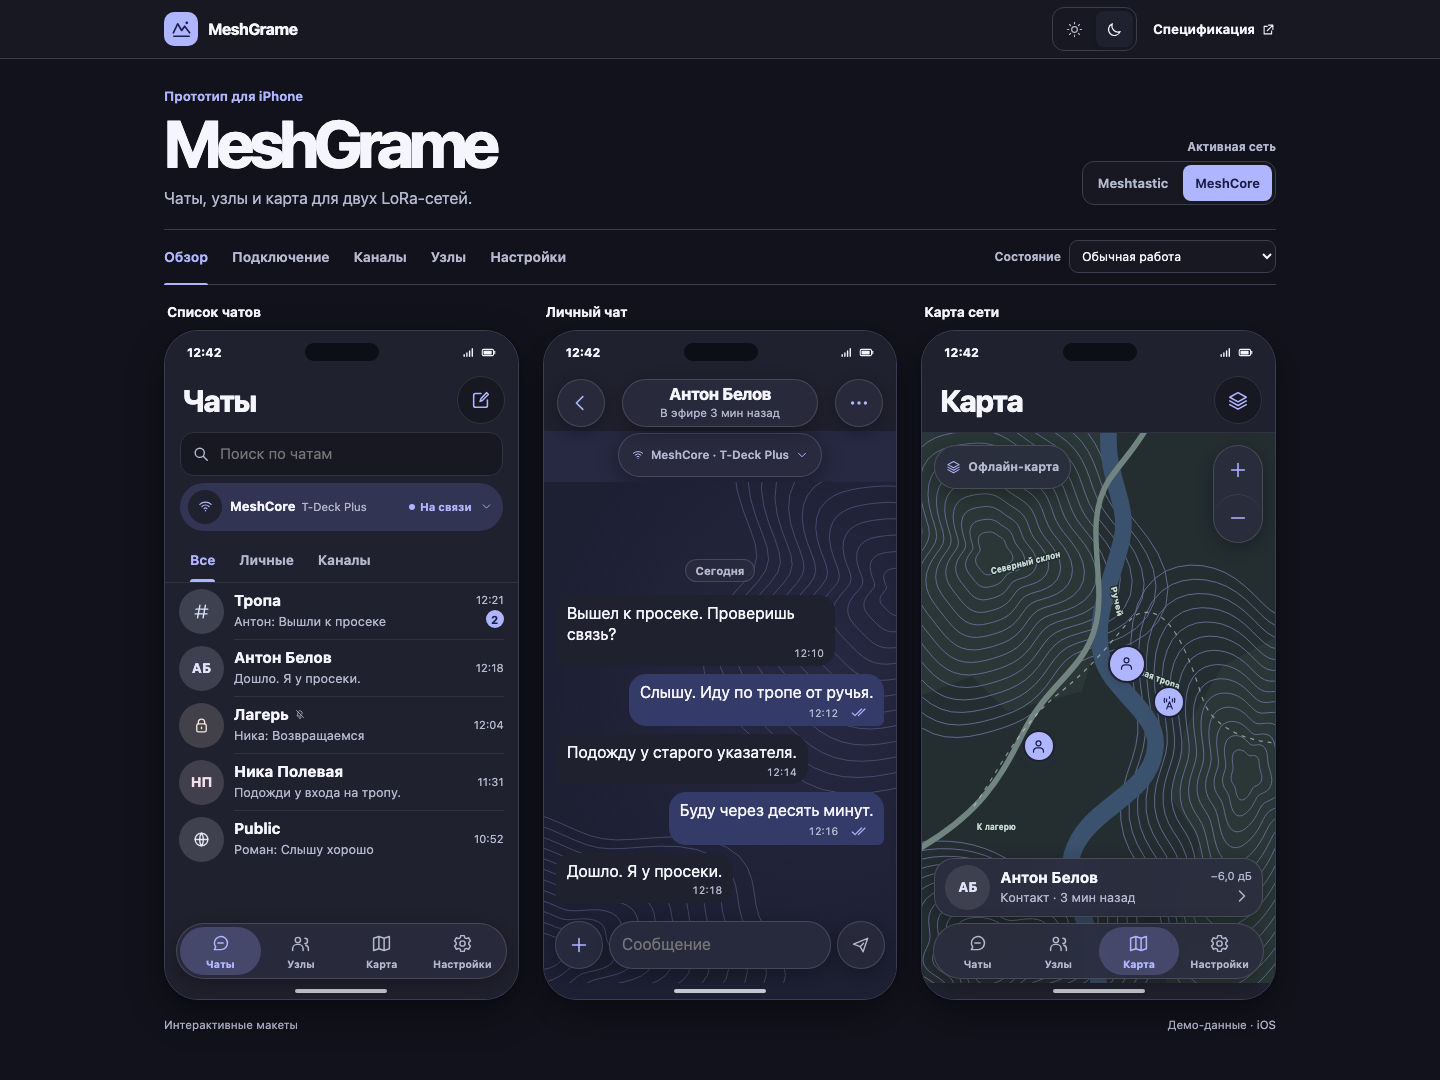 MeshGrame
Спецификация
Прототип для iPhone
MeshGrame
Чаты, узлы и карта для двух LoRa-сетей.
Активная сеть
Meshtastic
MeshCore
Обзор
Подключение
Каналы
Узлы
Настройки
Состояние
Обычная работа
Список чатов
12:42
Чаты
Поиск по чатам
MeshCore T-Deck Plus
На связи
Все
Личные
Каналы
Тропа
12:21
Антон: Вышли к просеке
2
АБ
Антон Белов
12:18
Дошло. Я у просеки.
Лагерь
12:04
Ника: Возвращаемся
НП
Ника Полевая
11:31
Подожди у входа на тропу.
Public
10:52
Роман: Слышу хорошо
Чаты
Узлы
Карта
Настройки
Личный чат
12:42
Антон Белов
В эфире 3 мин назад
MeshCore · T-Deck Plus
Сегодня
Вышел к просеке. Проверишь
связь?
12:10
Слышу. Иду по тропе от ручья.
12:12
Подожду у старого указателя.
12:14
Буду через десять минут.
12:16
Дошло. Я у просеки.
12:18
Сообщение
Карта сети
12:42
Карта
Офлайн-карта
Северный склон
Ручей
ая тропа
К лагерю
АБ
Антон Белов
−6,0 дБ
Контакт · 3 мин назад
Чаты
Узлы
Карта
Настройки
Интерактивные макеты
Демо-данные · iOS